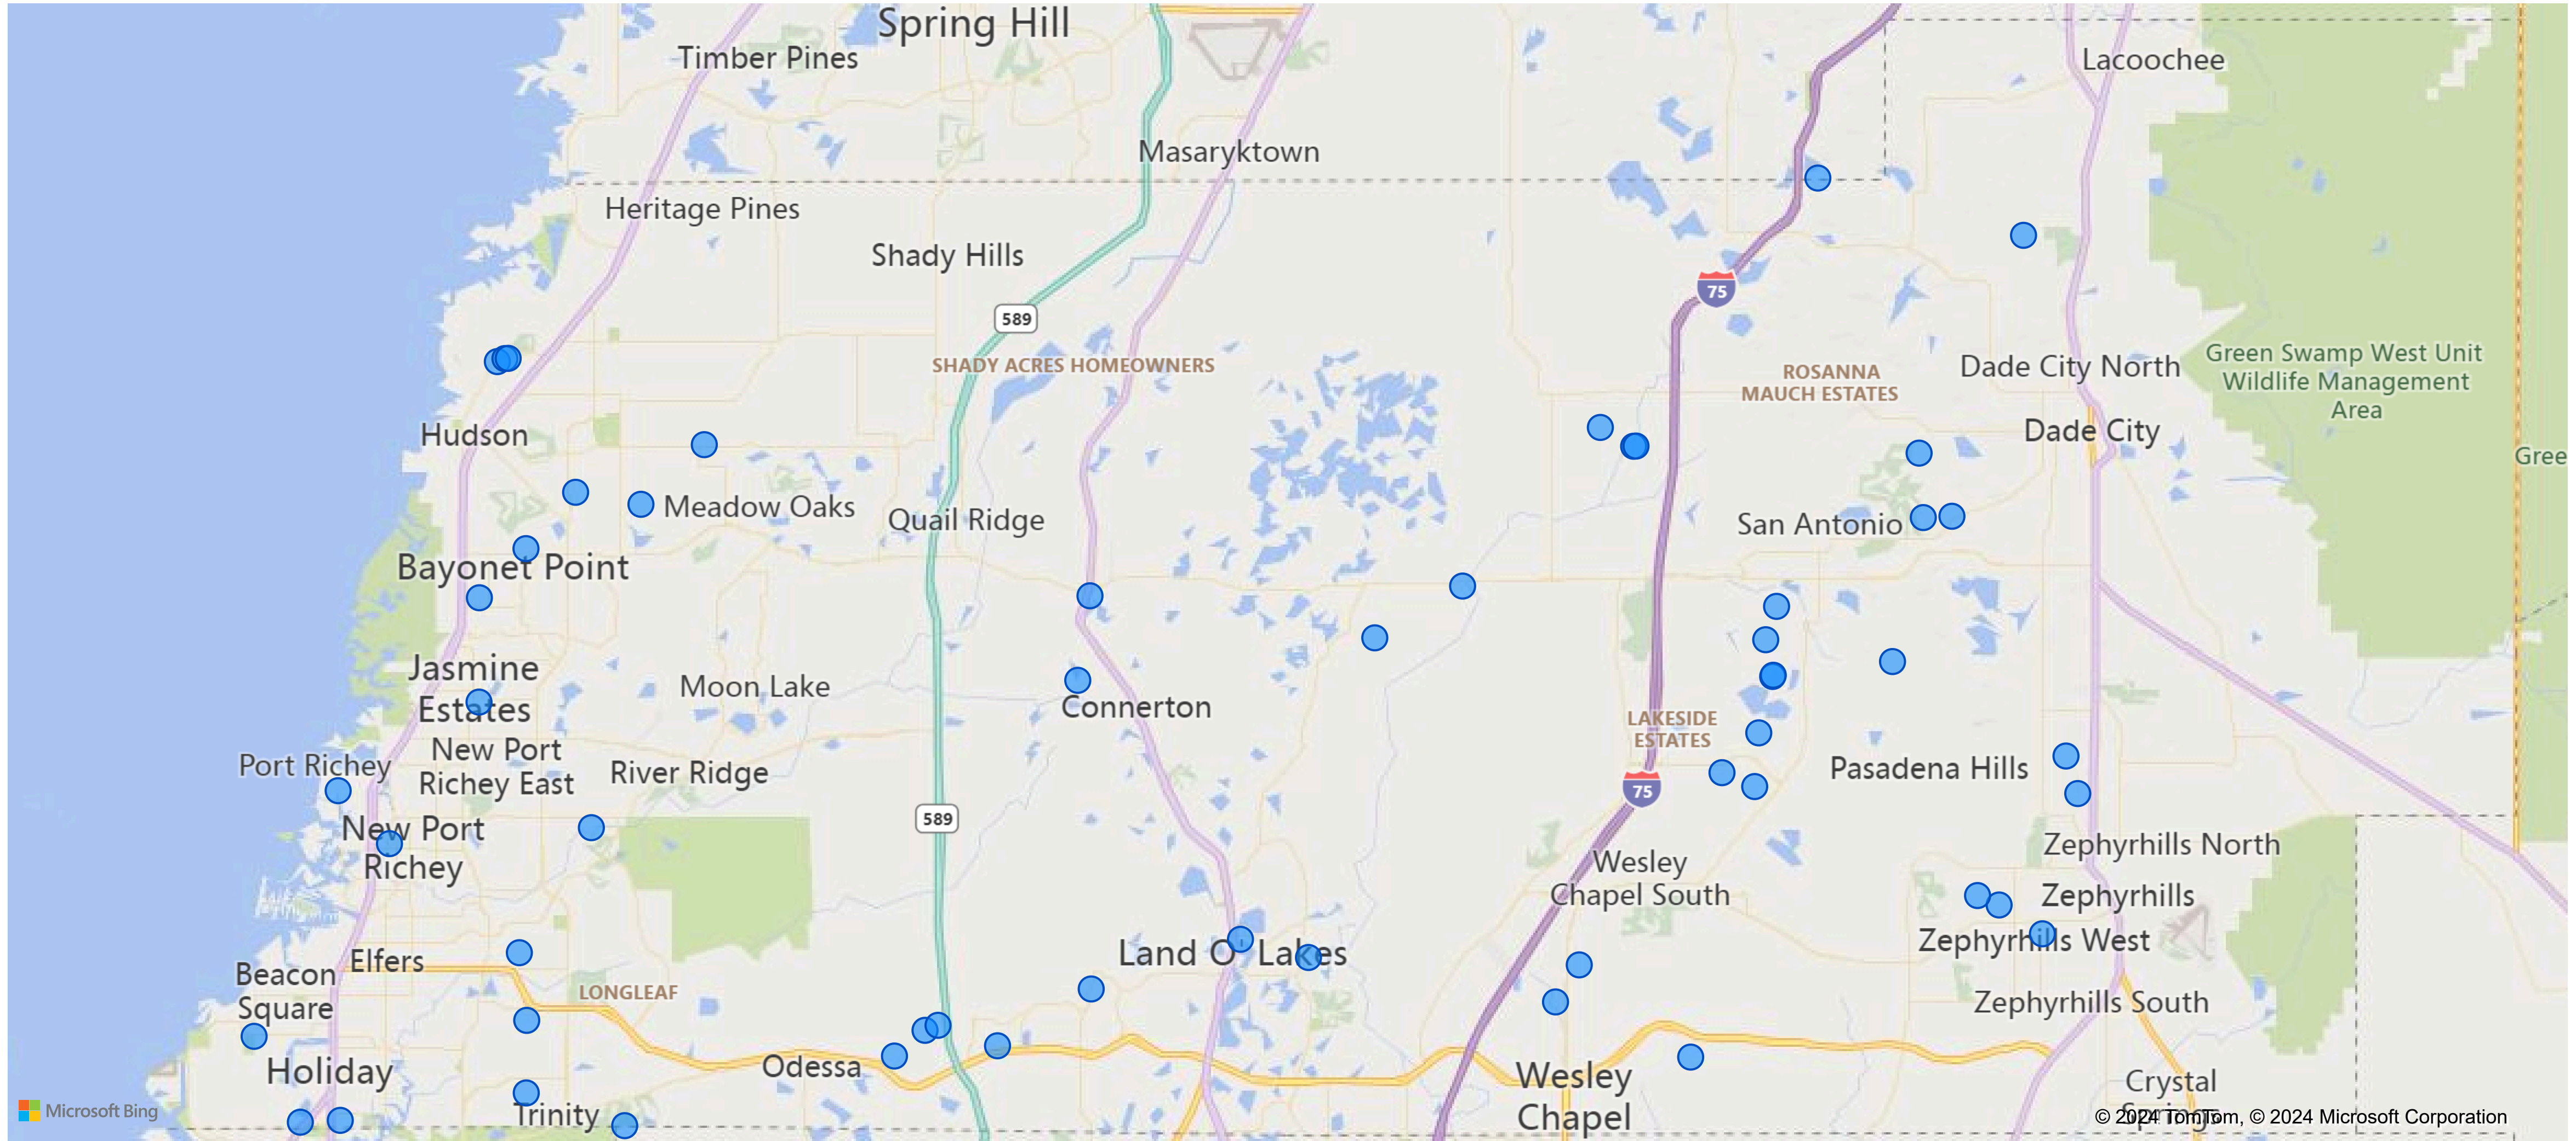 Spring Hill
Timber Pines
Lacoochee
Masaryktown
Heritage Pines
Shady Hills
75
589
SHADY ACRES HOMEOWNERS
ROSANNA
MAUCH ESTATES
Dade City North
Green Swamp West Unit
Wildlife Management
Area
Hudson
Dade City
Gree
Meadow Oaks
Quail Ridge
San Antonio
Bayonet Point
Jasmine
Estates
Moon Lake
Connerton
LAKESIDE
ESTATES
New Port
Richey East
Port Richey
River Ridge
Pasadena Hills
75
589
New Port
Richey
Wesley
Chapel South
Zephyrhills North
Zephyrhills
Zephyrhills West
Land O' Lakes
Elfers
Beacon
Square
LONGLEAF
Zephyrhills South
Odessa
Holiday
Wesley
Chapel
Crystal
Springs
Trinity
Microsoft Bing
© 2024 TomTom, © 2024 Microsoft Corporation